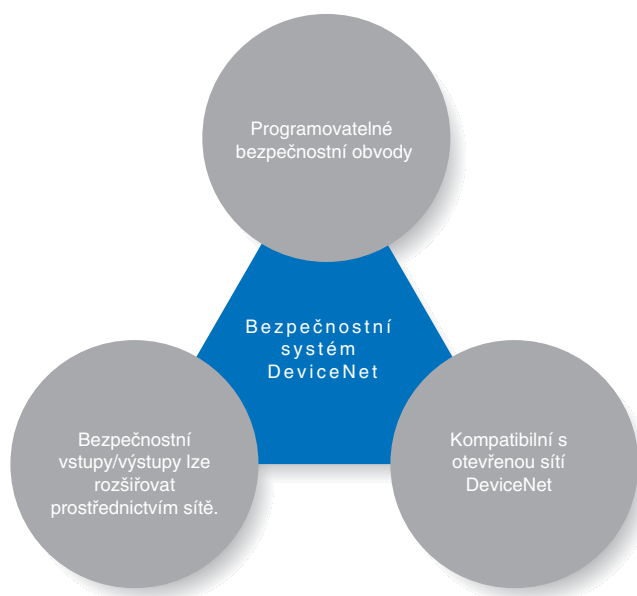 Programovatelné
bezpečnostní obvody
Bezpečnostní
systém
DeviceNet
Bezpečnostní
vstupy/výstupy lze
rozšiřovat
prostřednictvím sítě.
Kompatibilní s
otevřenou sítí
DeviceNet